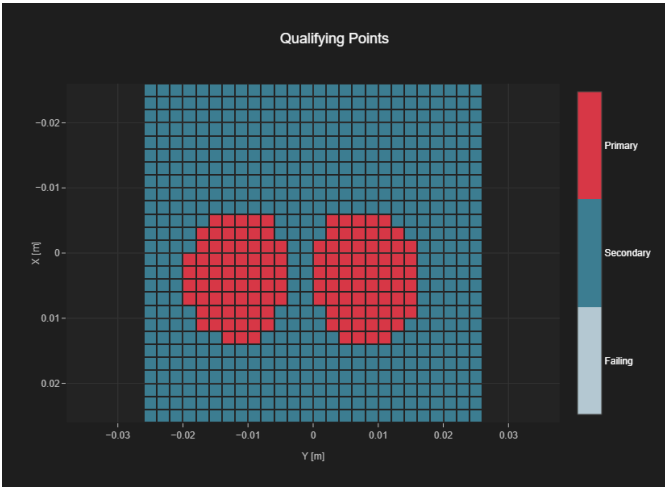 Qualifying Points
−0.02
−0.01
0
0.01
0.02
X [m]
−0.03
−0.02
−0.01
0
0.01
0.02
0.03
Y [m]
Primary
Secondary
Failing